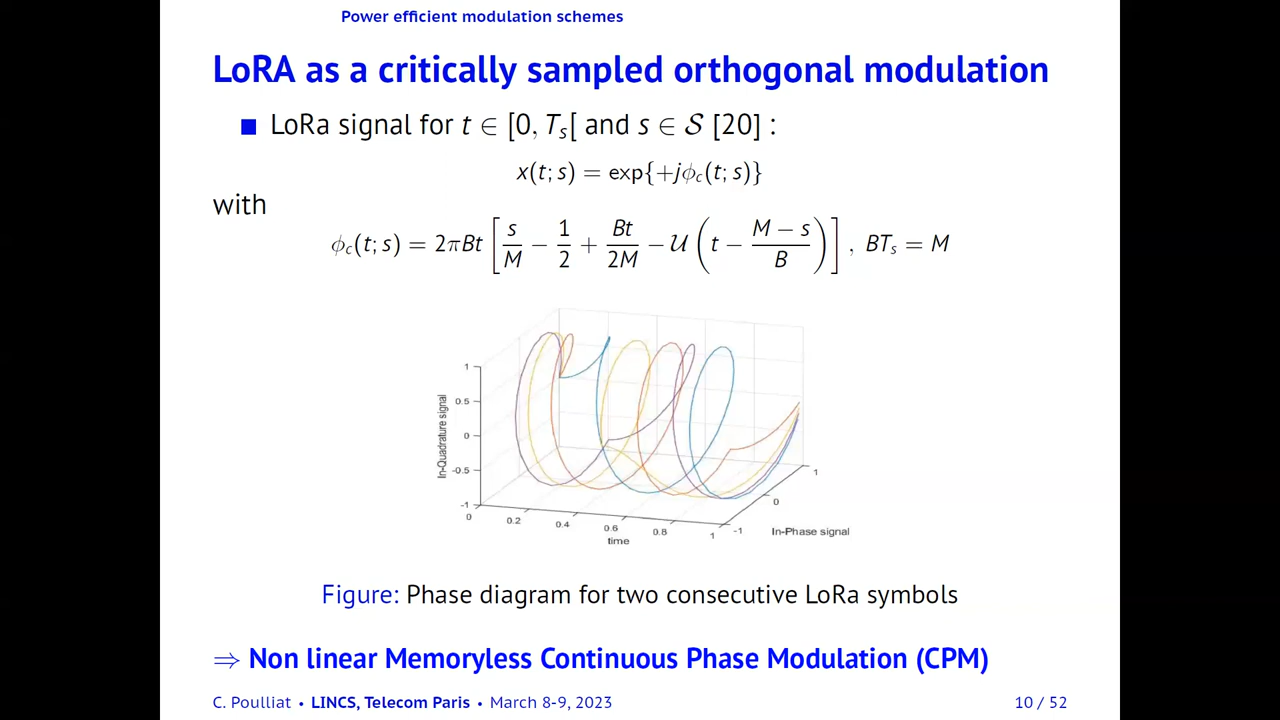 Power efficient modulation schemes
LoRA as a critically sampled orthogonal modulation
LoRa signal for t ∈ [0, Tₛ[ and s ∈ 𝒮 [20] :
x(t; s) = exp{+jϕ_c(t; s)}
with
ϕ_c(t; s) = 2πBt [ s/M − 1/2 + Bt/2M − 𝒰 ( t − (M − s)/B ) ] , BTₛ = M
In-Quadrature signal
1
0.5
0
-0.5
-1
0 0.2 0.4 0.6 0.8 1
time
-1 0 1
In-Phase signal
Figure: Phase diagram for two consecutive LoRa symbols
⇒ Non linear Memoryless Continuous Phase Modulation (CPM)
C. Poulliat • LINCS, Telecom Paris • March 8-9, 2023 10 / 52